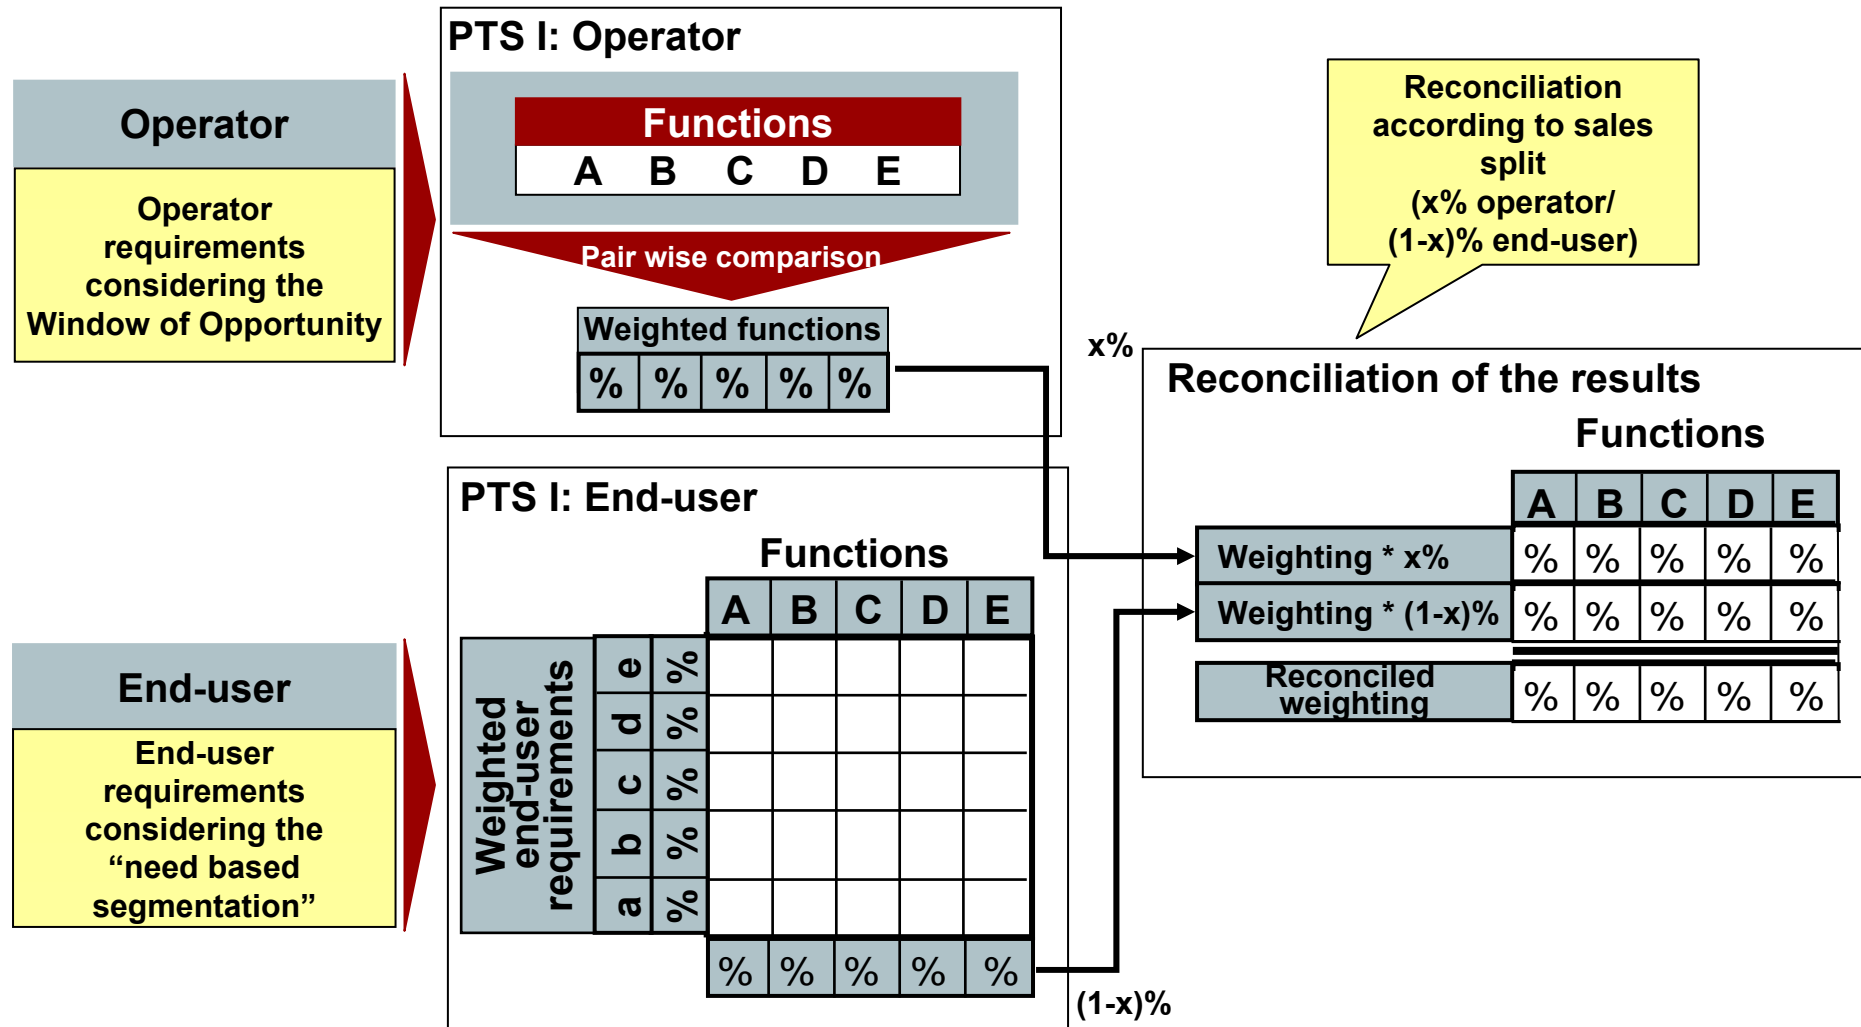 PTS I: Operator
Operator
Operator
requirements
considering the
Window of Opportunity
Functions
A B C D E
Pair wise comparison
Weighted functions
% % % % %
x%
Reconciliation
according to sales
split
(x% operator/
(1-x)% end-user)
Reconciliation of the results
Functions
A B C D E
Weighting * x% % % % % %
Weighting * (1-x)% % % % % %
Reconciled
weighting
% % % % %
PTS I: End-user
End-user
End-user
requirements
considering the
“need based
segmentation”
Functions
A B C D E
Weighted
end-user
requirements
e %
d %
c %
b %
a %
% % % % %
(1-x)%